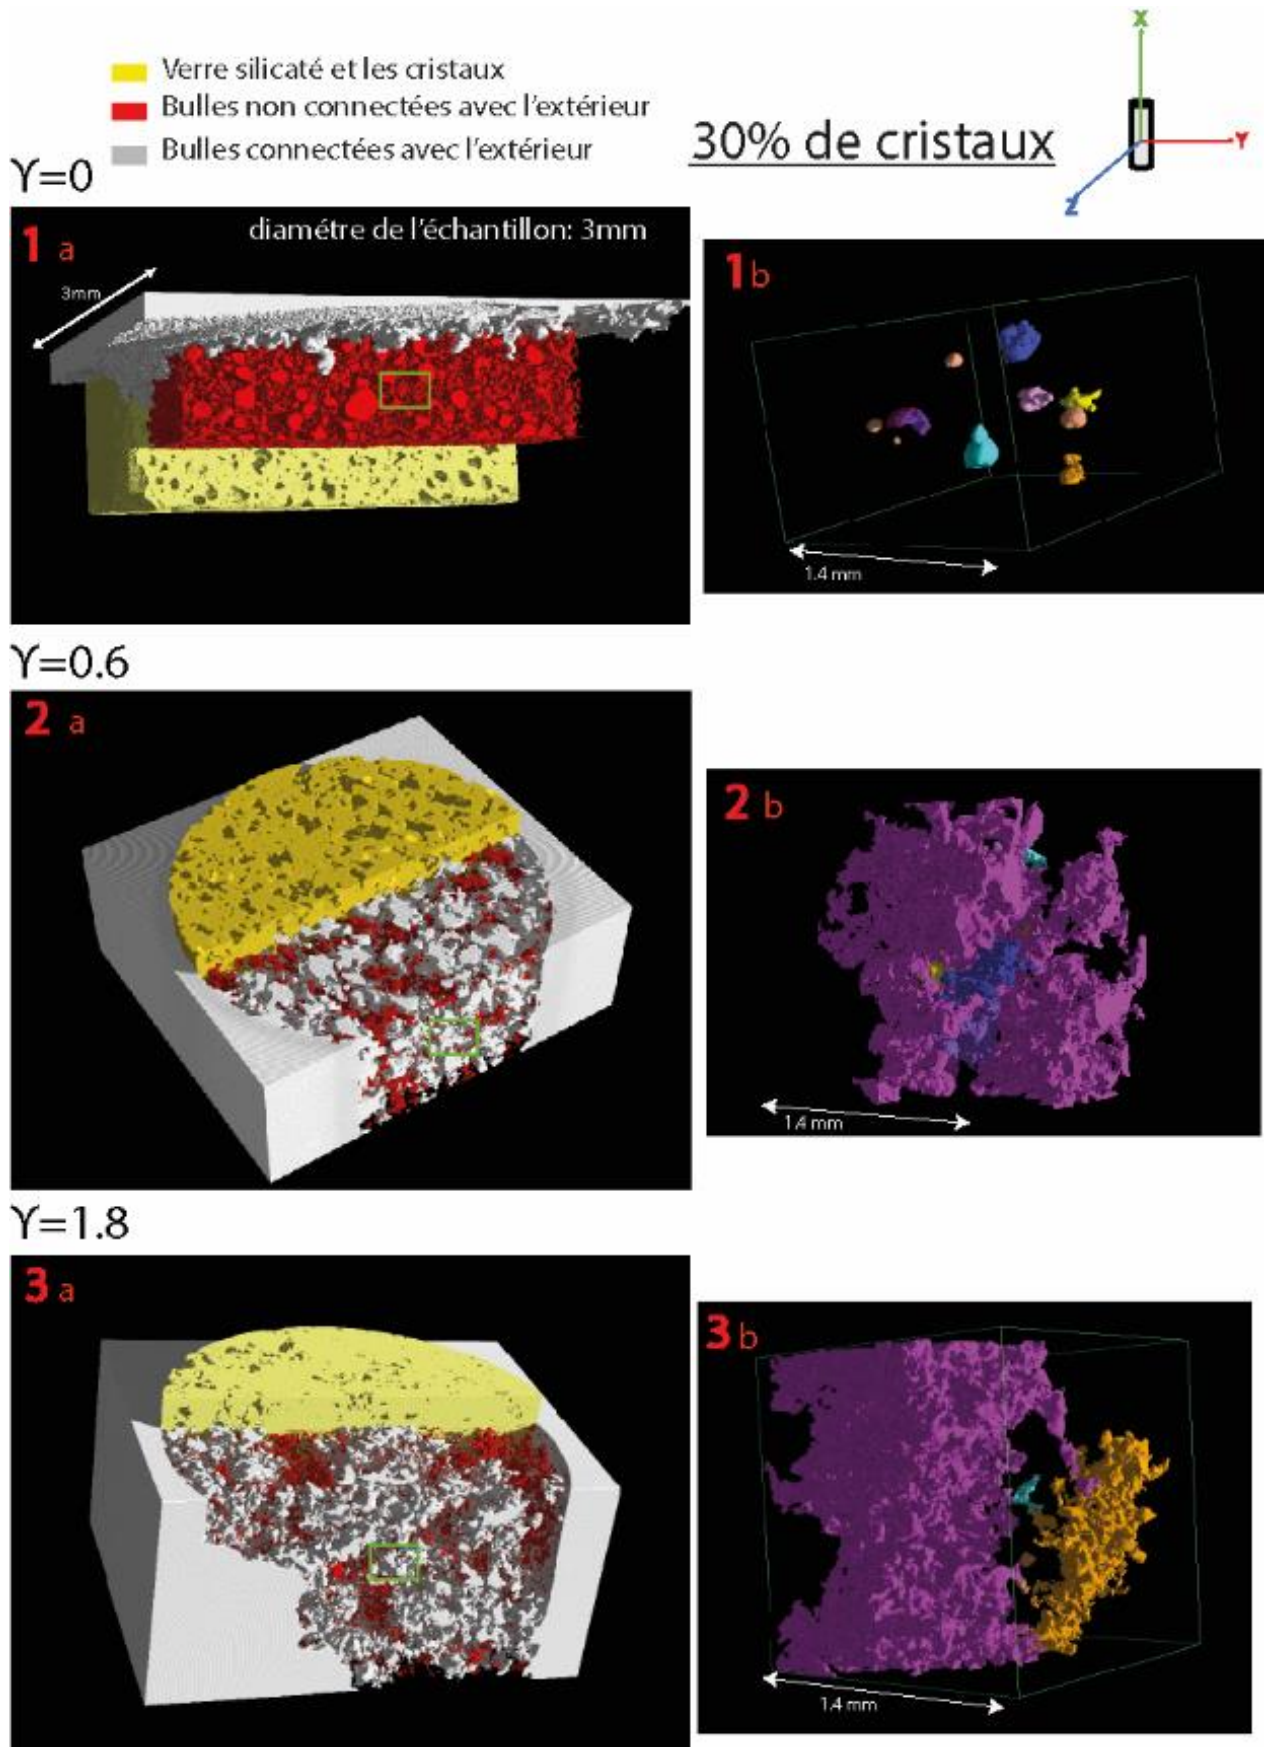 X
Verre silicaté et les cristaux
Bulles non connectées avec l'extérieur
Bulles connectées avec l'extérieur
30% de cristaux
Y
Z
ϒ=0
1 a
diamétre de l'échantillon: 3mm
3mm
1 b
1.4 mm
ϒ=0.6
2 a
2 b
1.4 mm
ϒ=1.8
3 a
3 b
1.4 mm